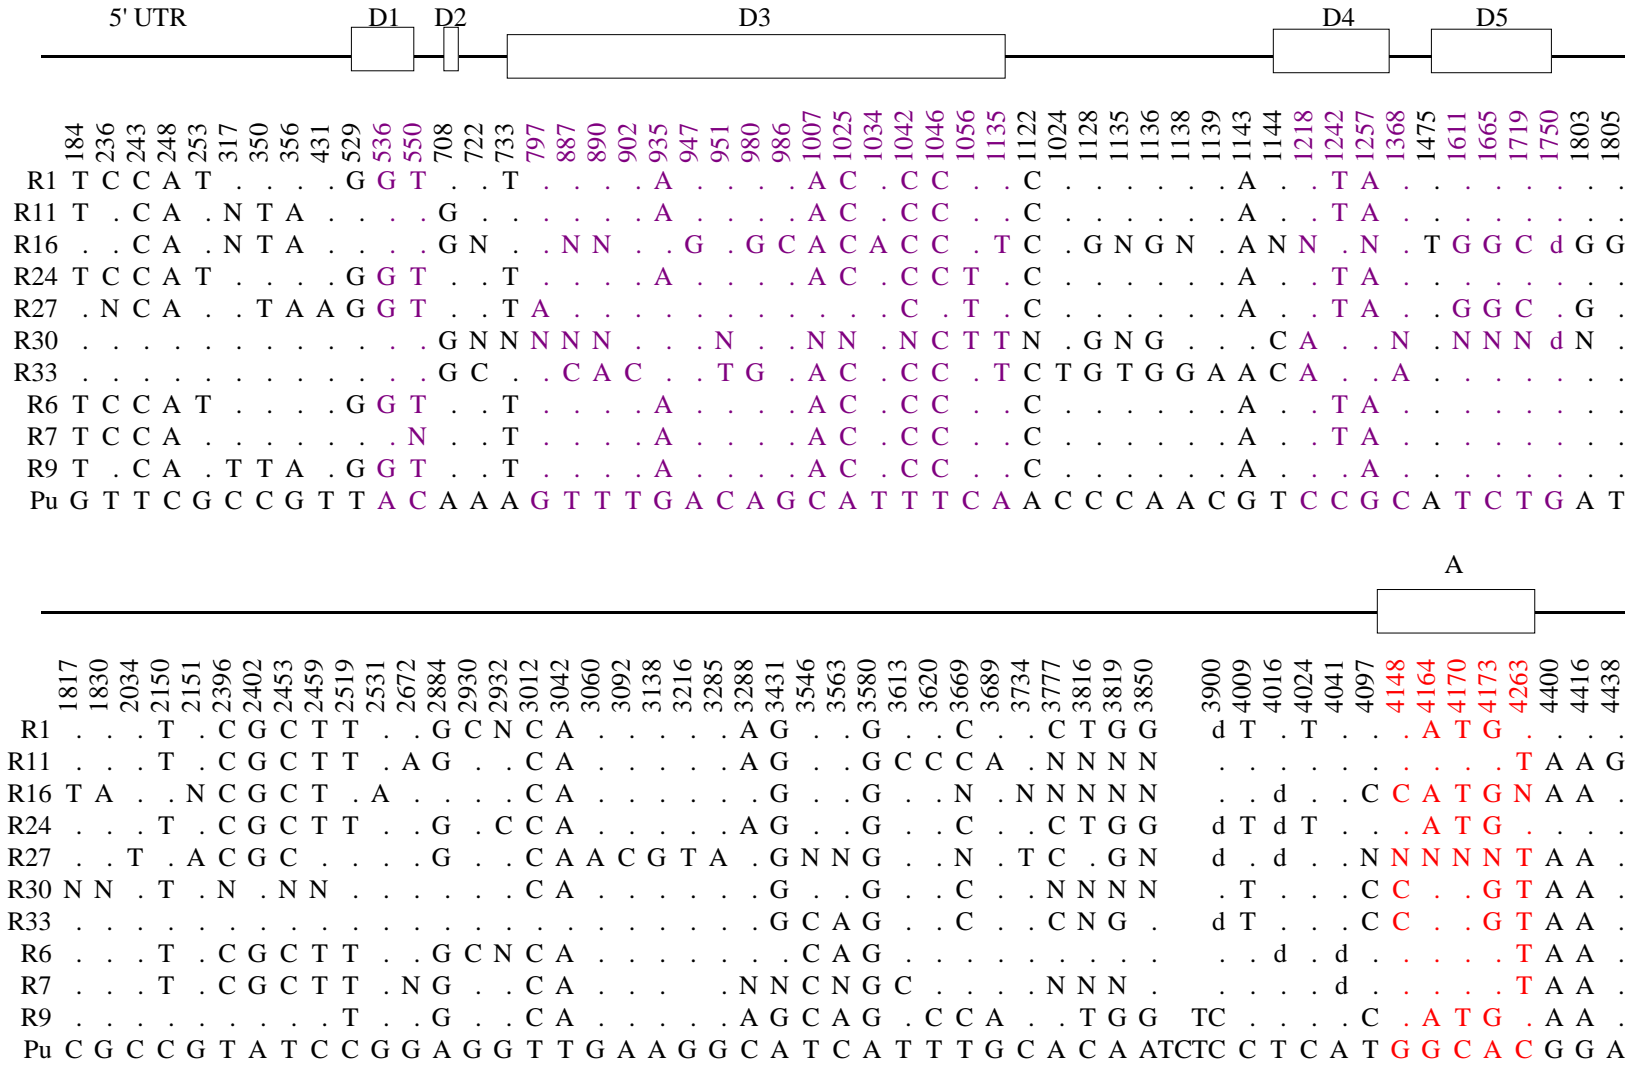 5' UTR D1 D2 D3 D4 D5
184 236 243 248 253 317 350 356 431 529 536 550 708 722 733 797 887 890 902 935 947 951 980 986 1007 1025 1034 1042 1046 1056 1135 1122 1024 1128 1135 1136 1138 1139 1143 1144 1218 1242 1257 1368 1475 1611 1665 1719 1750 1803 1805
R1 T C C A T . . . . G G T . . T . . . . A . . . . A C . C C . . C . . . . . . A . . T A . . . . . . . .
R11 T . C A . N T A . . . . G . . . . . . A . . . . A C . C C . . C . . . . . . A . . T A . . . . . . . .
R16 . . C A . N T A . . . . G N . . N N . . G . G C A C A C C . T C . G N G N . A N N . N . T G G C d G G
R24 T C C A T . . . . G G T . . T . . . . A . . . . A C . C C T . C . . . . . . A . . T A . . . . . . . .
R27 . N C A . . T A A G G T . . T A . . . . . . . . . . . C . T . C . . . . . . A . . T A . . G G C . G .
R30 . . . . . . . . . . . . G N N N N N . . . N . . N N . N C T T N . G N G . . . C A . . N . N N N d N .
R33 . . . . . . . . . . . . G C . . C A C . . T G . A C . C C . T C T G T G G A A C A . . A . . . . . . .
R6 T C C A T . . . . G G T . . T . . . . A . . . . A C . C C . . C . . . . . . A . . T A . . . . . . . .
R7 T C C A . . . . . . . N . . T . . . . A . . . . A C . C C . . C . . . . . . A . . T A . . . . . . . .
R9 T . C A . T T A . G G T . . T . . . . A . . . . A C . C C . . C . . . . . . A . . . A . . . . . . . .
Pu G T T C G C C G T T A C A A A G T T T G A C A G C A T T T C A A C C C A A C G T C C G C A T C T G A T
A
1817 1830 2034 2150 2151 2396 2402 2453 2459 2519 2531 2672 2884 2930 2932 3012 3042 3060 3092 3138 3216 3285 3288 3431 3546 3563 3580 3613 3620 3669 3689 3734 3777 3816 3819 3850 3900 4009 4016 4024 4041 4097 4148 4164 4170 4173 4263 4400 4416 4438
R1 . . . T . C G C T T . . G C N C A . . . . . A G . . G . . C . . C T G G d T . T . . . A T G . . . .
R11 . . . T . C G C T T . A G . . C A . . . . . A G . . G C C C A . N N N N . . . . . . . . . . T A A G
R16 T A . . N C G C T . A . . . . C A . . . . . . G . . G . . N . N N N N N . . d . . C C A T G N A A .
R24 . . . T . C G C T T . . G . C C A . . . . . A G . . G . . C . . C T G G d T d T . . . A T G . . . .
R27 . . T . A C G C . . . . G . . C A A C G T A . G N N G . . N . T C . G N d . d . . N N N N N T A A .
R30 N N . T . N . N N . . . . . . C A . . . . . . G . . G . . C . . N N N N . T . . . C C . . G T A A .
R33 . . . . . . . . . . . . . . . . . . . . . . . G C A G . . C . . C N G . d T . . . C C . . G T A A .
R6 . . . T . C G C T T . . G C N C A . . . . . . . C A G . . . . . . . . . . . d . d . . . . . T A A .
R7 . . . T . C G C T T . N G . . C A . . . . . N N C N G C . . . . N N N . . . . . d . . . . . T A A .
R9 . . . . . . . . . T . . G . . C A . . . . . A G C A G . C C A . . T G G TC . . . . C . A T G . A A .
Pu C G C C G T A T C C G G A G G T T G A A G G C A T C A T T T G C A C A ATCTC C T C A T G G C A C G G A